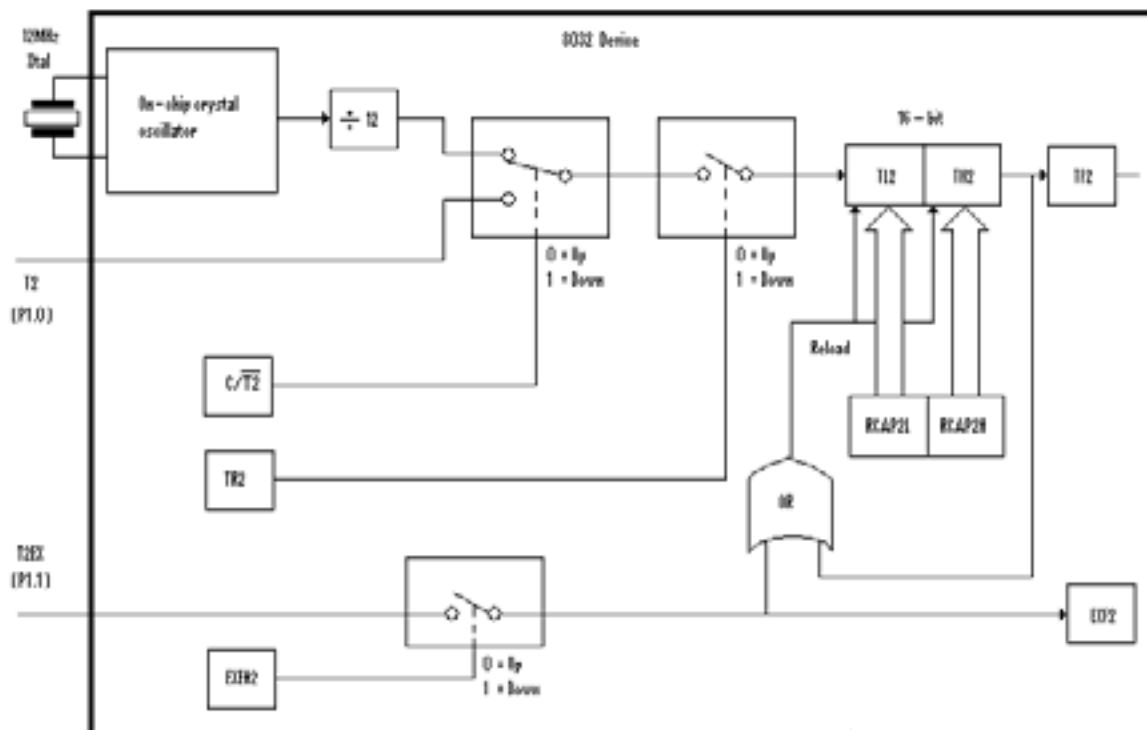 12MHz
Xtal
8032 Device
On-chip crystal
oscillator
÷ 12
16 - bit
TL2
TH2
TF2
0 = Up
1 = Down
0 = Up
1 = Down
T2
(P1.0)
Reload
C/T2
RCAP2L
RCAP2H
TR2
OR
T2EX
(P1.1)
EXF2
EXEN2
0 = Up
1 = Down